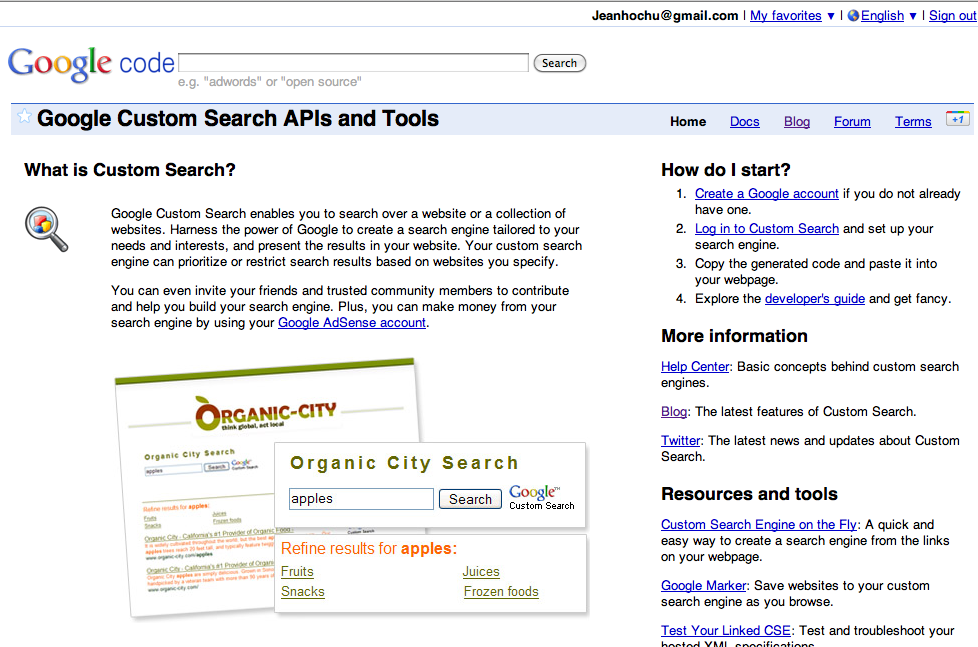 Jeanhochu@gmail.com | My favorites ▼ | English ▼ | Sign out
Google code
Search
e.g. "adwords" or "open source"
Google Custom Search APIs and Tools
Home Docs Blog Forum Terms +1
What is Custom Search?
Google Custom Search enables you to search over a website or a collection of
websites. Harness the power of Google to create a search engine tailored to your
needs and interests, and present the results in your website. Your custom search
engine can prioritize or restrict search results based on websites you specify.
You can even invite your friends and trusted community members to contribute
and help you build your search engine. Plus, you can make money from your
search engine by using your Google AdSense account.
ORGANIC-CITY
think global, act local
Organic City Search
apples
Search
Google
Custom Search
Refine results for apples:
Fruits
Juices
Snacks
Frozen foods
Organic City - California's #1 Provider of Organic Food
www.organic-city.com/apples
Organic City - California's #1 Provider of Organic
www.organic-city.com/
Organic City Search
apples
Search
Google™
Custom Search
Refine results for apples:
Fruits
Juices
Snacks
Frozen foods
How do I start?
1. Create a Google account if you do not already
have one.
2. Log in to Custom Search and set up your
search engine.
3. Copy the generated code and paste it into
your webpage.
4. Explore the developer's guide and get fancy.
More information
Help Center: Basic concepts behind custom search
engines.
Blog: The latest features of Custom Search.
Twitter: The latest news and updates about Custom
Search.
Resources and tools
Custom Search Engine on the Fly: A quick and
easy way to create a search engine from the links
on your webpage.
Google Marker: Save websites to your custom
search engine as you browse.
Test Your Linked CSE: Test and troubleshoot your
hosted XML specifications.